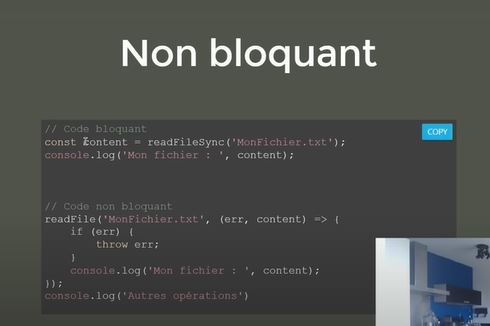 Non bloquant
COPY
// Code bloquant
const content = readFileSync('MonFichier.txt');
console.log('Mon fichier : ', content);
// Code non bloquant
readFile('MonFichier.txt', (err, content) => {
if (err) {
throw err;
}
console.log('Mon fichier : ', content);
});
console.log('Autres opérations')